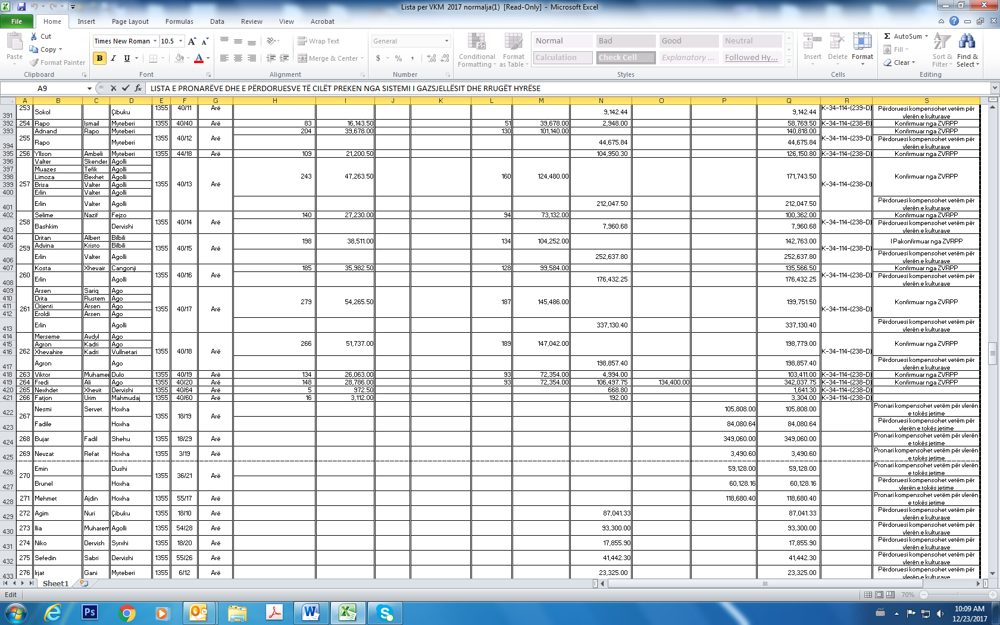 Lista per VKM 2017 normalja(1) [Read-Only] - Microsoft Excel
File Home Insert Page Layout Formulas Data Review View Acrobat
Cut Times New Roman 10.5 Wrap Text General Normal Bad Good Neutral AutoSum
Copy Fill
Paste Format Painter B I U Merge & Center $ % , Conditional Formatting Format as Table Calculation Check Cell Explanatory ... Followed Hy... Insert Delete Format Clear Sort & Filter Find & Select
Clipboard Font Alignment Number Styles Cells Editing
A9 fx LISTA E PRONARËVE DHE E PËRDORUESVE TË CILËT PREKEN NGA SISTEMI I GAZSJELLËSIT DHE RRUGËT HYRËSE
A B C D E F G H I J K L M N O P Q R S
391 253 Sokol Çibuku 1355 40/11 Arë 9,142.44 9,142.44 K-34-114-(239-D) Përdoruesi kompensohet vetëm për vlerën e kulturave
392 254 Rapo Ismail Myteberi 1355 40/40 Arë 83 16,143.50 51 39,678.00 2,948.00 58,769.50 K-34-114-(238-B) Konfirmuar nga ZVRPP
393 255 Adnand Rapo Myteberi 1355 40/12 Arë 204 39,678.00 130 101,140.00 140,818.00 K-34-114-(239-D) Konfirmuar nga ZVRPP
394 Rapo Myteberi 44,675.84 44,675.84 Përdoruesi kompensohet vetëm për vlerën e kulturave
395 256 Yllson Ambeli Myteberi 1355 44/18 Arë 109 21,200.50 104,950.30 126,150.80 K-34-114-(238-D) Konfirmuar nga ZVRPP
396 257 Valter Skender Agolli 1355 40/13 Arë 243 47,263.50 160 124,480.00 171,743.50 K-34-114-(238-D) Konfirmuar nga ZVRPP
397 Muazes Tefik Agolli
398 Limoza Bexhet Agolli
399 Brisa Valter Agolli
400 Erlin Valter Agolli
401 Erlin Valter Agolli 212,047.50 212,047.50 Përdoruesi kompensohet vetëm për vlerën e kulturave
402 258 Selime Nazif Fejzo 1355 40/14 Arë 140 27,230.00 94 73,132.00 100,362.00 K-34-114-(238-D) Konfirmuar nga ZVRPP
403 Bashkim Dervishi 7,960.68 7,960.68 Përdoruesi kompensohet vetëm për vlerën e kulturave
404 259 Dritan Albert Bilbili 1355 40/15 Arë 198 38,511.00 134 104,252.00 142,763.00 K-34-114-(238-D) I Pakonfirmuar nga ZVRPP
405 Advina Kristo Bilbili
406 Erlin Valter Agolli 252,637.80 252,637.80 Përdoruesi kompensohet vetëm për vlerën e kulturave
407 260 Kosta Xhevair Cangonji 1355 40/16 Arë 185 35,982.50 128 99,584.00 135,566.50 K-34-114-(238-D) Konfirmuar nga ZVRPP
408 Erlin Agolli 176,432.25 176,432.25 Përdoruesi kompensohet vetëm për vlerën e kulturave
409 261 Arsen Sariq Ago 1355 40/17 Arë 279 54,265.50 187 145,486.00 199,751.50 K-34-114-(238-D) Konfirmuar nga ZVRPP
410 Drita Rustem Ago
411 Orjenti Arsen Ago
412 Eroldi Arsen Ago
413 Erlin Agolli 337,130.40 337,130.40 Përdoruesi kompensohet vetëm për vlerën e kulturave
414 262 Merseme Avdyl Ago 1355 40/18 Arë 266 51,737.00 189 147,042.00 198,779.00 K-34-114-(238-D) Konfirmuar nga ZVRPP
415 Agron Kadri Ago
416 Xhevahire Kadri Vullnetari
417 Agron Ago 198,857.40 198,857.40 Përdoruesi kompensohet vetëm për vlerën e kulturave
418 263 Viktor Muhamer Dulo 1355 40/19 Arë 134 26,063.00 93 72,354.00 4,994.00 103,411.00 K-34-114-(238-D) Konfirmuar nga ZVRPP
419 264 Fredi Ali Ago 1355 40/20 Arë 148 28,786.00 93 72,354.00 106,497.75 134,400.00 342,037.75 K-34-114-(238-D) Konfirmuar nga ZVRPP
420 265 Nexhdet Xhevit Dervishi 1355 40/64 Arë 5 972.50 668.80 1,641.30 K-34-114-(238-D)
421 266 Fatjon Urim Mahmudaj 1355 40/60 Arë 16 3,112.00 192.00 3,304.00 K-34-114-(238-D)
422 267 Nesmi Servet Hoxha 1355 18/19 Arë 105,808.00 105,808.00 Pronari kompensohet vetëm për vlerën e tokës jetime
423 Fadile Hoxha 84,080.64 84,080.64 Përdoruesi kompensohet vetëm për vlerën e tokës jetime
424 268 Bujar Fadil Shehu 1355 18/29 Arë 349,060.00 349,060.00 Pronari kompensohet vetëm për vlerën e tokës jetime
425 269 Nevzat Refat Hoxha 1355 3/19 Arë 3,490.60 3,490.60 Pronari kompensohet vetëm për vlerën e tokës jetime
426 270 Emin Dushi 1355 36/21 Arë 59,128.00 59,128.00 Pronari kompensohet vetëm për vlerën e tokës jetime
427 Brunel Hoxha 60,128.16 60,128.16 Përdoruesi kompensohet vetëm për vlerën e tokës jetime
428 271 Mehmet Ajdin Hoxha 1355 55/17 Arë 118,680.40 118,680.40 Pronari kompensohet vetëm për vlerën e tokës jetime
429 272 Agim Nuri Çibuku 1355 18/10 Arë 87,041.33 87,041.33 Përdoruesi kompensohet vetëm për vlerën e kulturave
430 273 Ilia Muharem Agolli 1355 54/28 Arë 93,300.00 93,300.00 Përdoruesi kompensohet vetëm për vlerën e kulturave
431 274 Niko Dervish Syrxhi 1355 18/20 Arë 17,855.90 17,855.90 Përdoruesi kompensohet vetëm për vlerën e kulturave
432 275 Sefedin Sabri Dervishi 1355 55/26 Arë 41,442.30 41,442.30 Përdoruesi kompensohet vetëm për vlerën e kulturave
433 276 Irjat Gani Myteberi 1355 6/12 Arë 23,325.00 23,325.00 Përdoruesi kompensohet vetëm për vlerën e kulturave
Sheet1
Edit 70%
Ps W
10:09 AM
12/23/2017